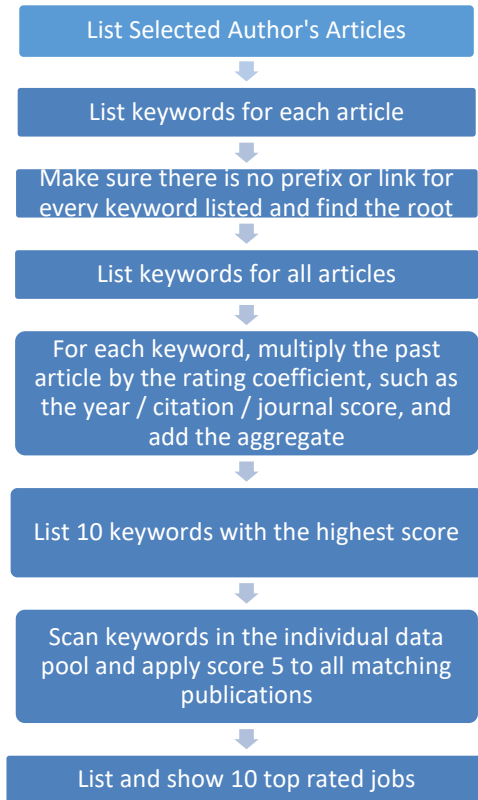 List Selected Author's Articles
List keywords for each article
Make sure there is no prefix or link for
every keyword listed and find the root
List keywords for all articles
For each keyword, multiply the past
article by the rating coefficient, such as
the year / citation / journal score, and
add the aggregate
List 10 keywords with the highest score
Scan keywords in the individual data
pool and apply score 5 to all matching
publications
List and show 10 top rated jobs